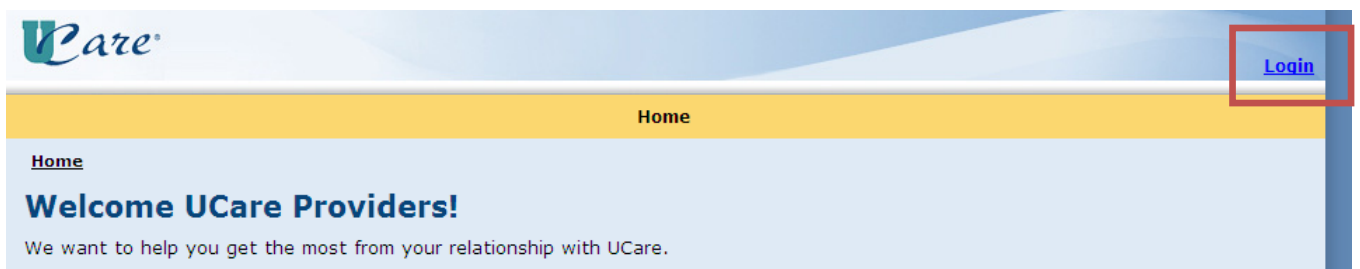 UCare®
Login
Home
Home
Welcome UCare Providers!
We want to help you get the most from your relationship with UCare.